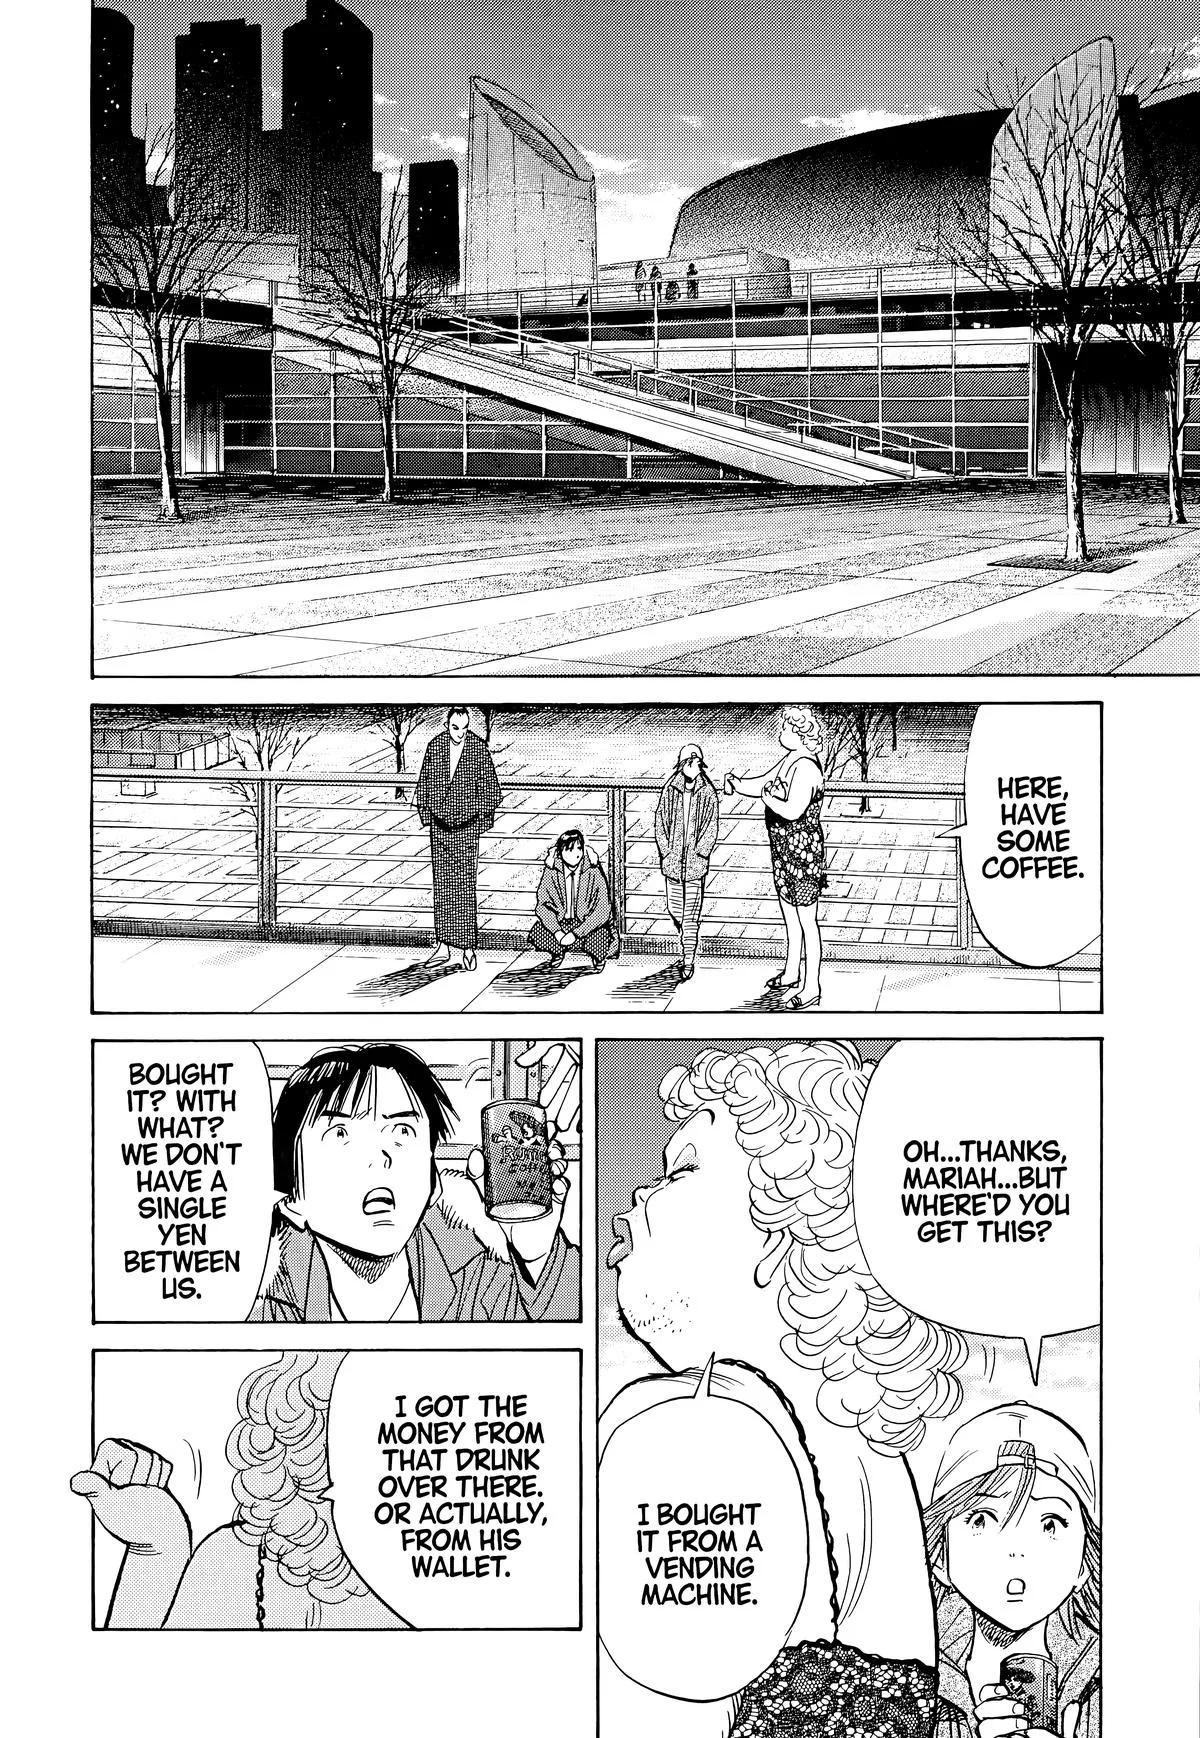 HERE,
HAVE
SOME
COFFEE.
OH...THANKS,
MARIAH...BUT
WHERE'D YOU
GET THIS?
I BOUGHT
IT FROM A
VENDING
MACHINE.
BOUGHT
IT? WITH
WHAT?
WE DON'T
HAVE A
SINGLE
YEN
BETWEEN
US.
I GOT THE
MONEY FROM
THAT DRUNK
OVER THERE.
OR ACTUALLY,
FROM HIS
WALLET.